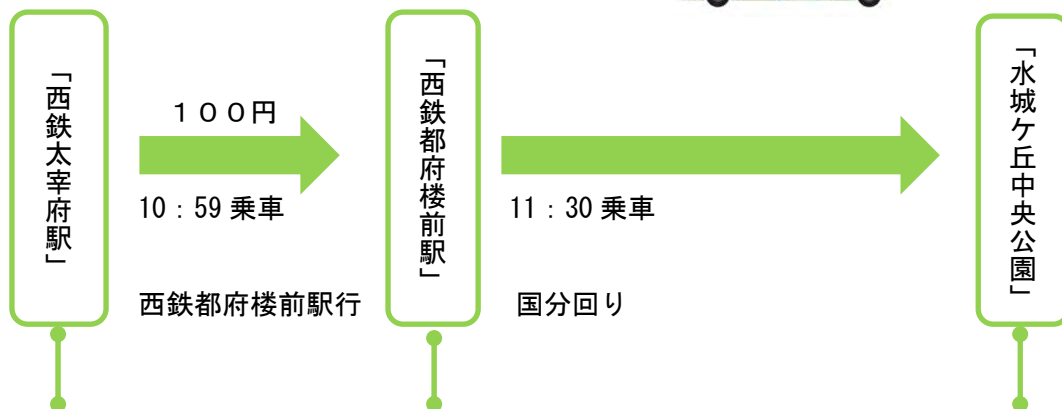 「西鉄太宰府駅」
１００円
10：59 乗車
西鉄都府楼前駅行
「西鉄都府楼前駅」
11：30 乗車
国分回り
「水城ケ丘中央公園」